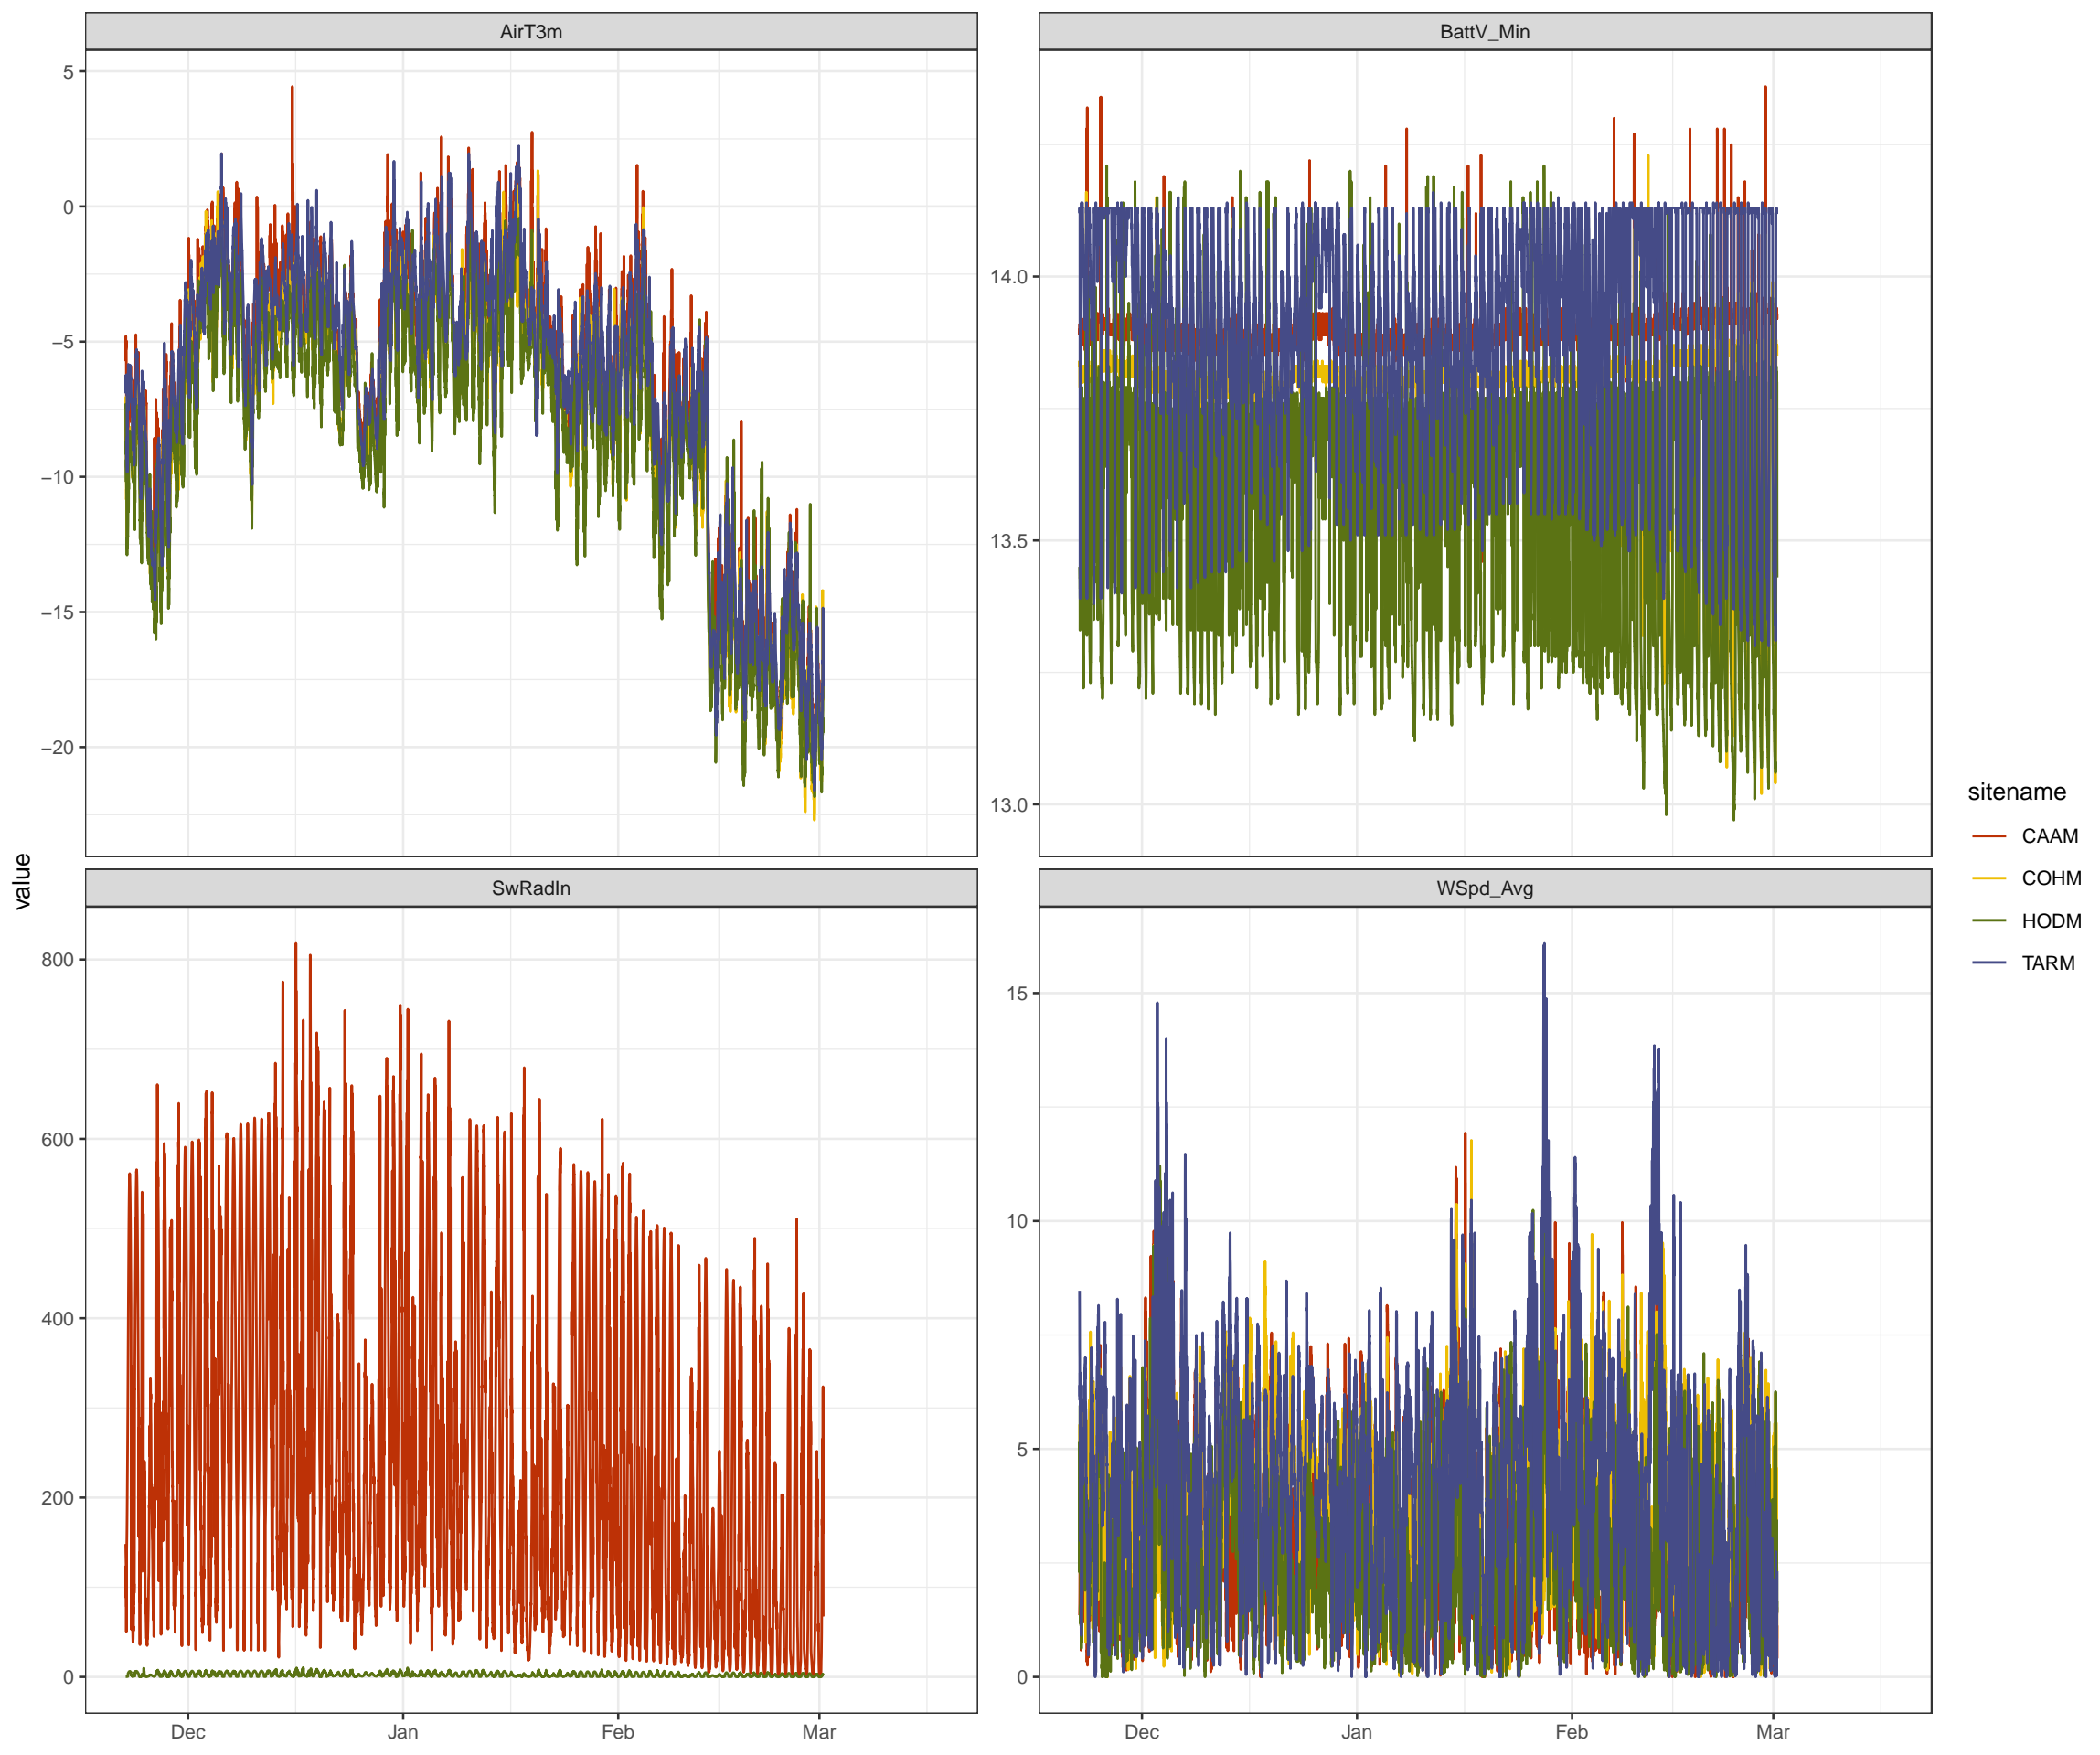 AirT3m
BattV_Min
5
0
−5
−10
−15
−20
14.0
13.5
13.0
value
SwRadIn
WSpd_Avg
800
600
400
200
0
15
10
5
0
Dec Jan Feb Mar
Dec Jan Feb Mar
sitename
CAAM
COHM
HODM
TARM